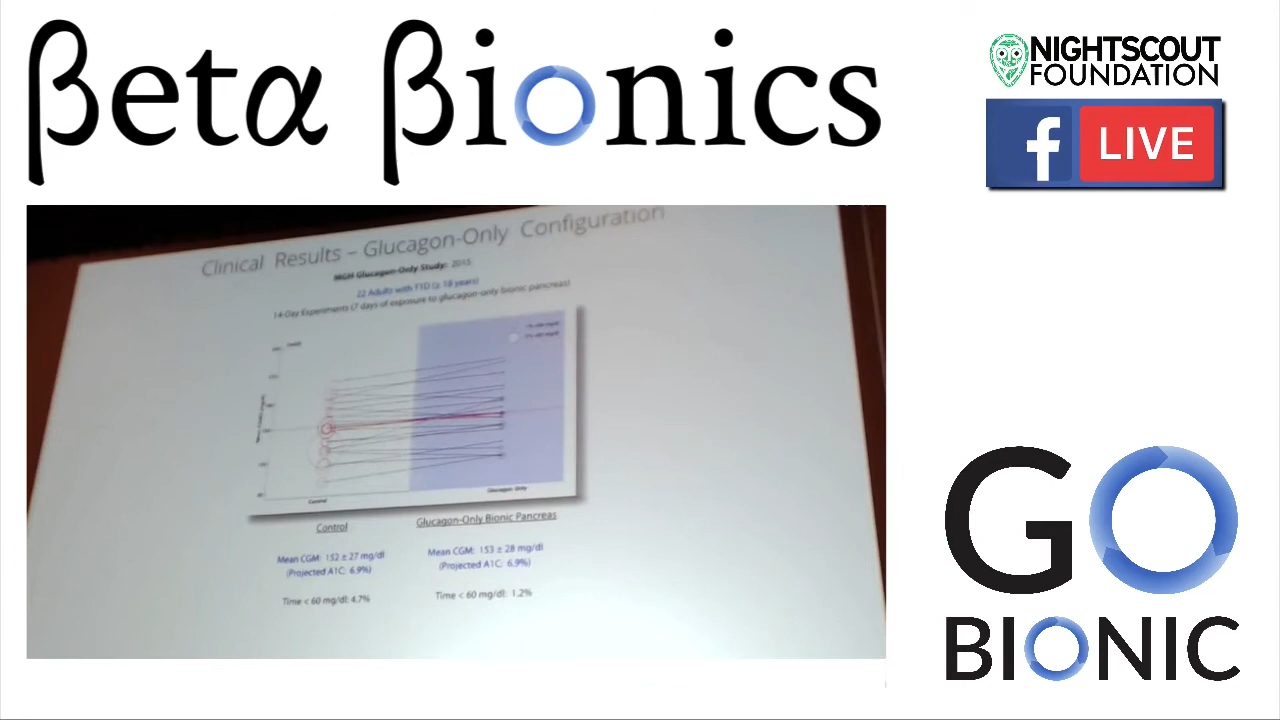 βetα βionics
NIGHTSCOUT
FOUNDATION
f LIVE
Clinical Results – Glucagon-Only Configuration
MGH Glucagon-Only Study: 2015
22 Adults with T1D (≥ 18 years)
14-Day Experiments (7 days of exposure to glucagon-only bionic pancreas)
Control
Glucagon Only
Control
Glucagon-Only Bionic Pancreas
Mean CGM: 152 ± 27 mg/dl
(Projected A1C: 6.9%)
Time < 60 mg/dl: 4.7%
Mean CGM: 153 ± 28 mg/dl
(Projected A1C: 6.9%)
Time < 60 mg/dl: 1.2%
GO
BIONIC